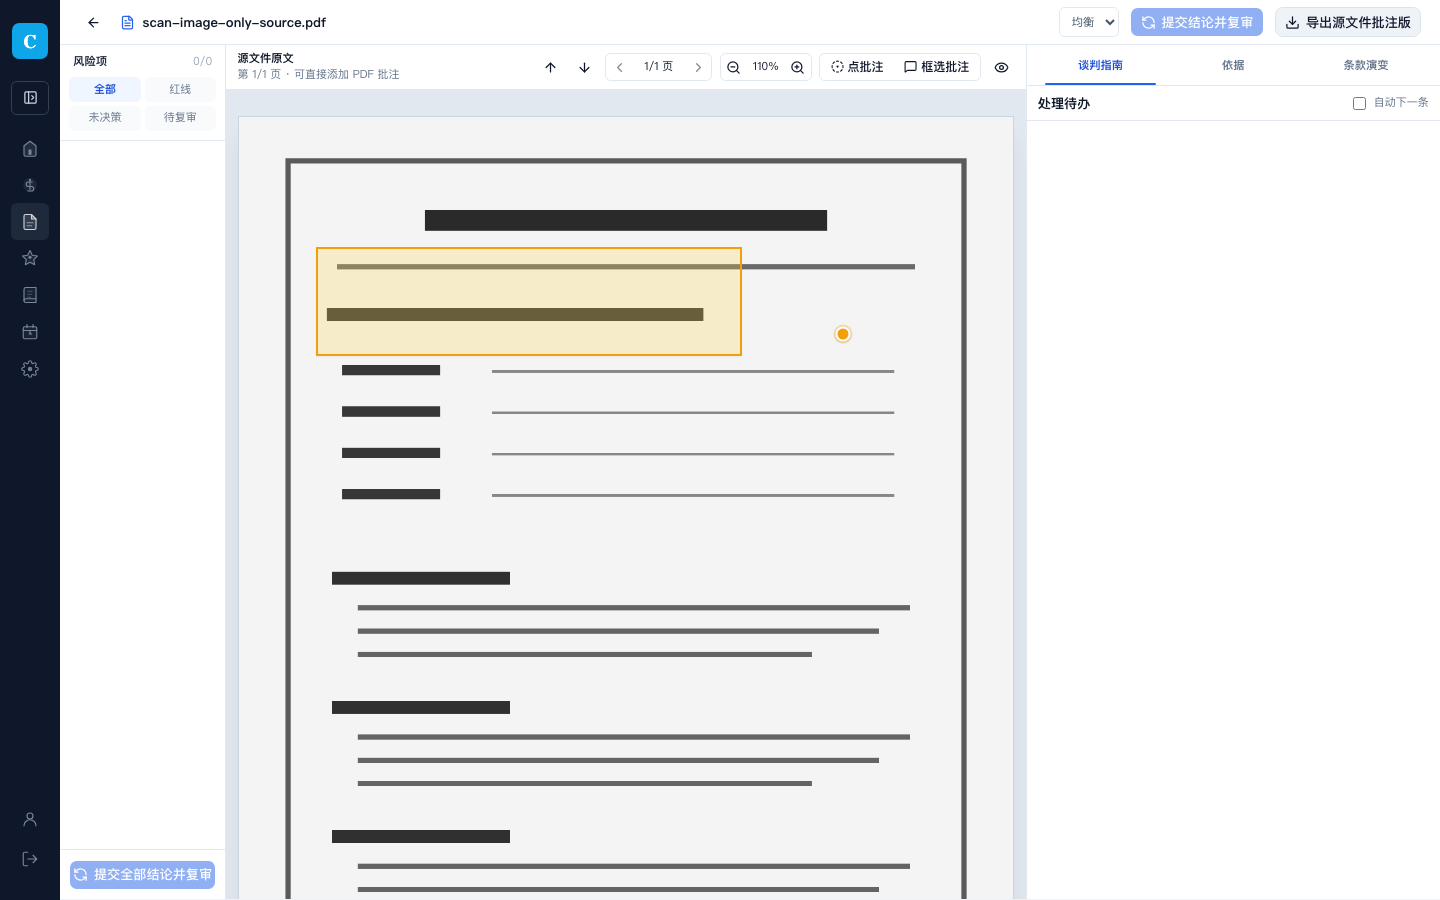 C
scan-image-only-source.pdf
均衡
提交结论并复审
导出源文件批注版
风险项
0/0
全部
红线
未决策
待复审
源文件原文
第 1/1 页 · 可直接添加 PDF 批注
1/1 页
110%
点批注
框选批注
谈判指南
依据
条款演变
处理待办
自动下一条
提交全部结论并复审